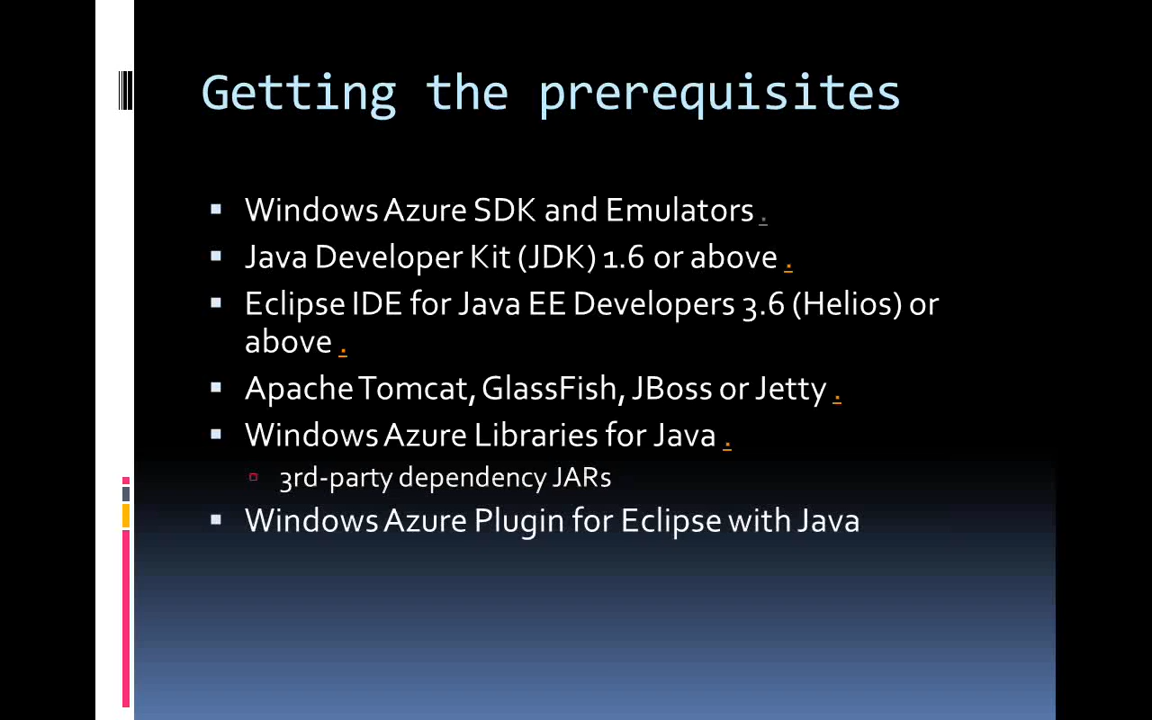 Getting the prerequisites
Windows Azure SDK and Emulators .
Java Developer Kit (JDK) 1.6 or above .
Eclipse IDE for Java EE Developers 3.6 (Helios) or
above .
Apache Tomcat, GlassFish, JBoss or Jetty .
Windows Azure Libraries for Java .
3rd-party dependency JARs
Windows Azure Plugin for Eclipse with Java